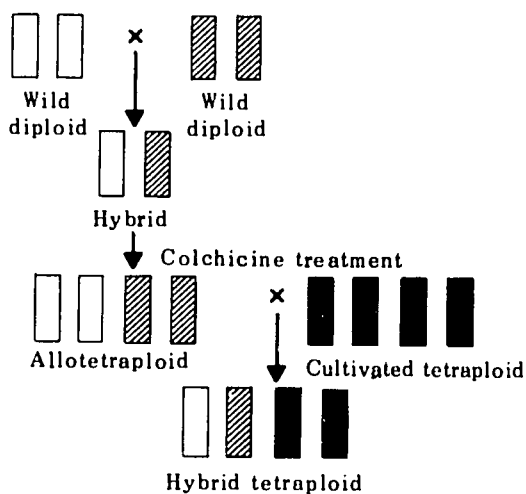 ×
Wild
diploid
Wild
diploid
Hybrid
Colchicine treatment
×
Allotetraploid
Cultivated tetraploid
Hybrid tetraploid